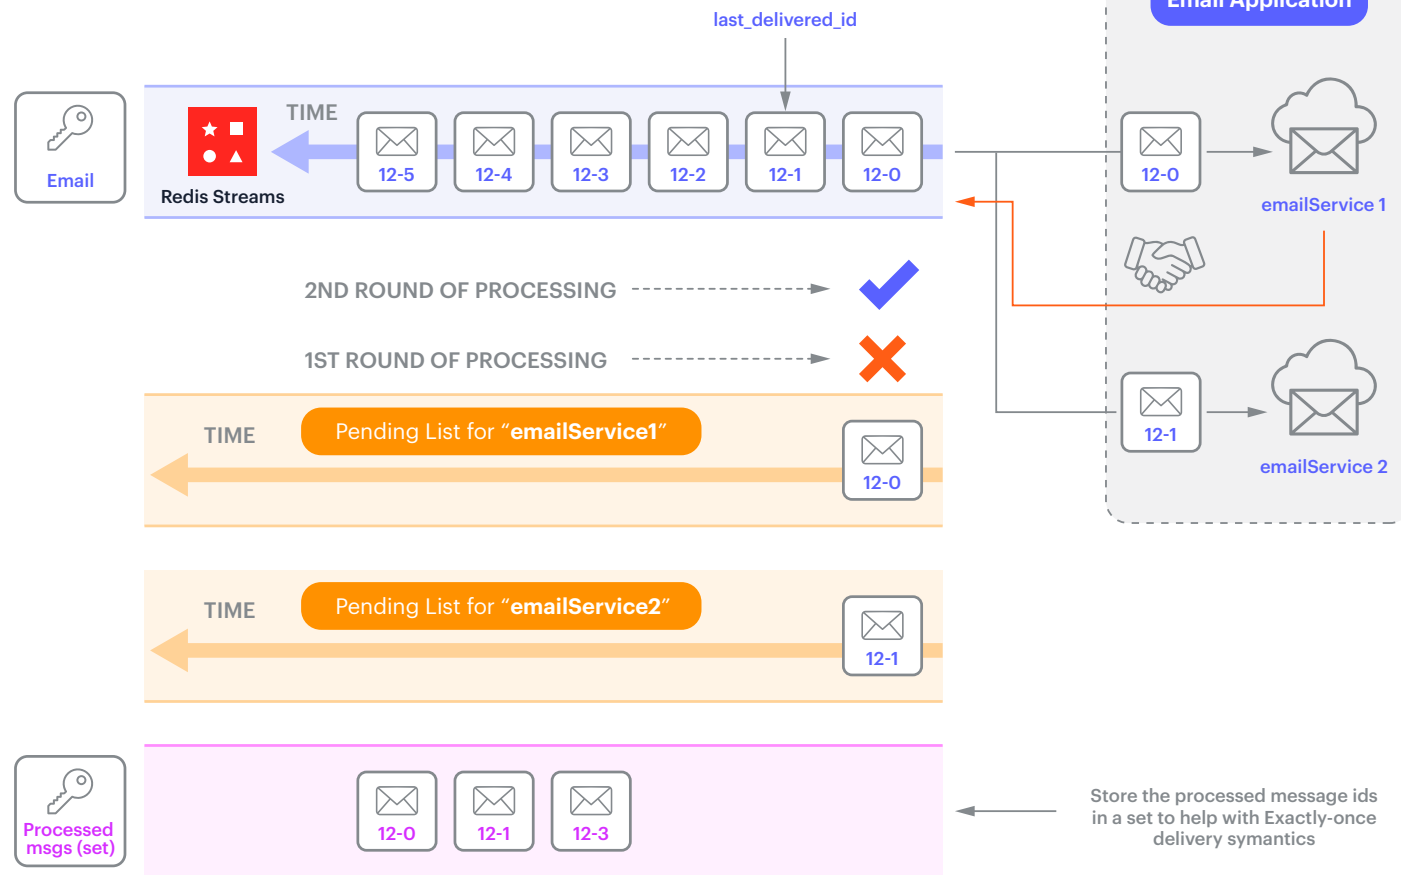 last_delivered_id
Email Application
Email
Redis Streams
TIME
12-5
12-4
12-3
12-2
12-1
12-0
12-0
emailService 1
2ND ROUND OF PROCESSING
1ST ROUND OF PROCESSING
12-1
emailService 2
TIME
Pending List for “emailService1”
12-0
TIME
Pending List for “emailService2”
12-1
Processed
msgs (set)
12-0
12-1
12-3
Store the processed message ids
in a set to help with Exactly-once
delivery symantics